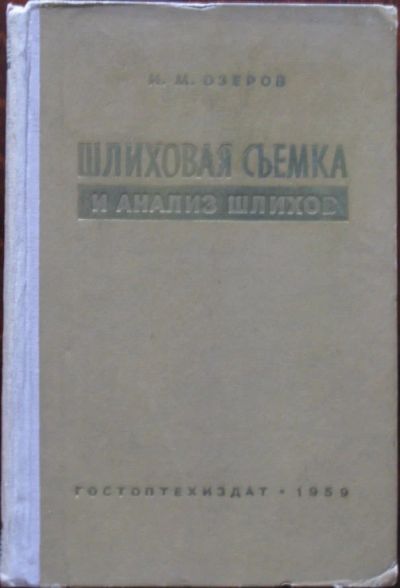 И. М. ОЗЕРОВ
ШЛИХОВАЯ СЪЕМКА
И АНАЛИЗ ШЛИХОВ
ГОСТОПТЕХИЗДАТ • 1959